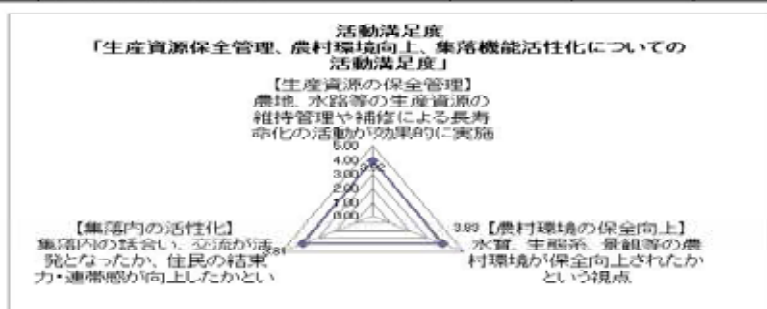 活動満足度
「生産資源保全管理、農村環境向上、集落機能活性化についての
活動満足度」
【生産資源の保全管理】
農地、水路等の生産資源の
維持管理や補修による長寿
命化の活動が効果的に実施
5.00
4.00
3.00
2.00
1.00
0.00
3.83
【農村環境の保全向上】
水質、生態系、景観等の農
村環境が保全向上されたか
という視点
【集落内の活性化】
集落内の話合い、交流が活
発となったか、住民の結束
力・連帯感が向上したかとい